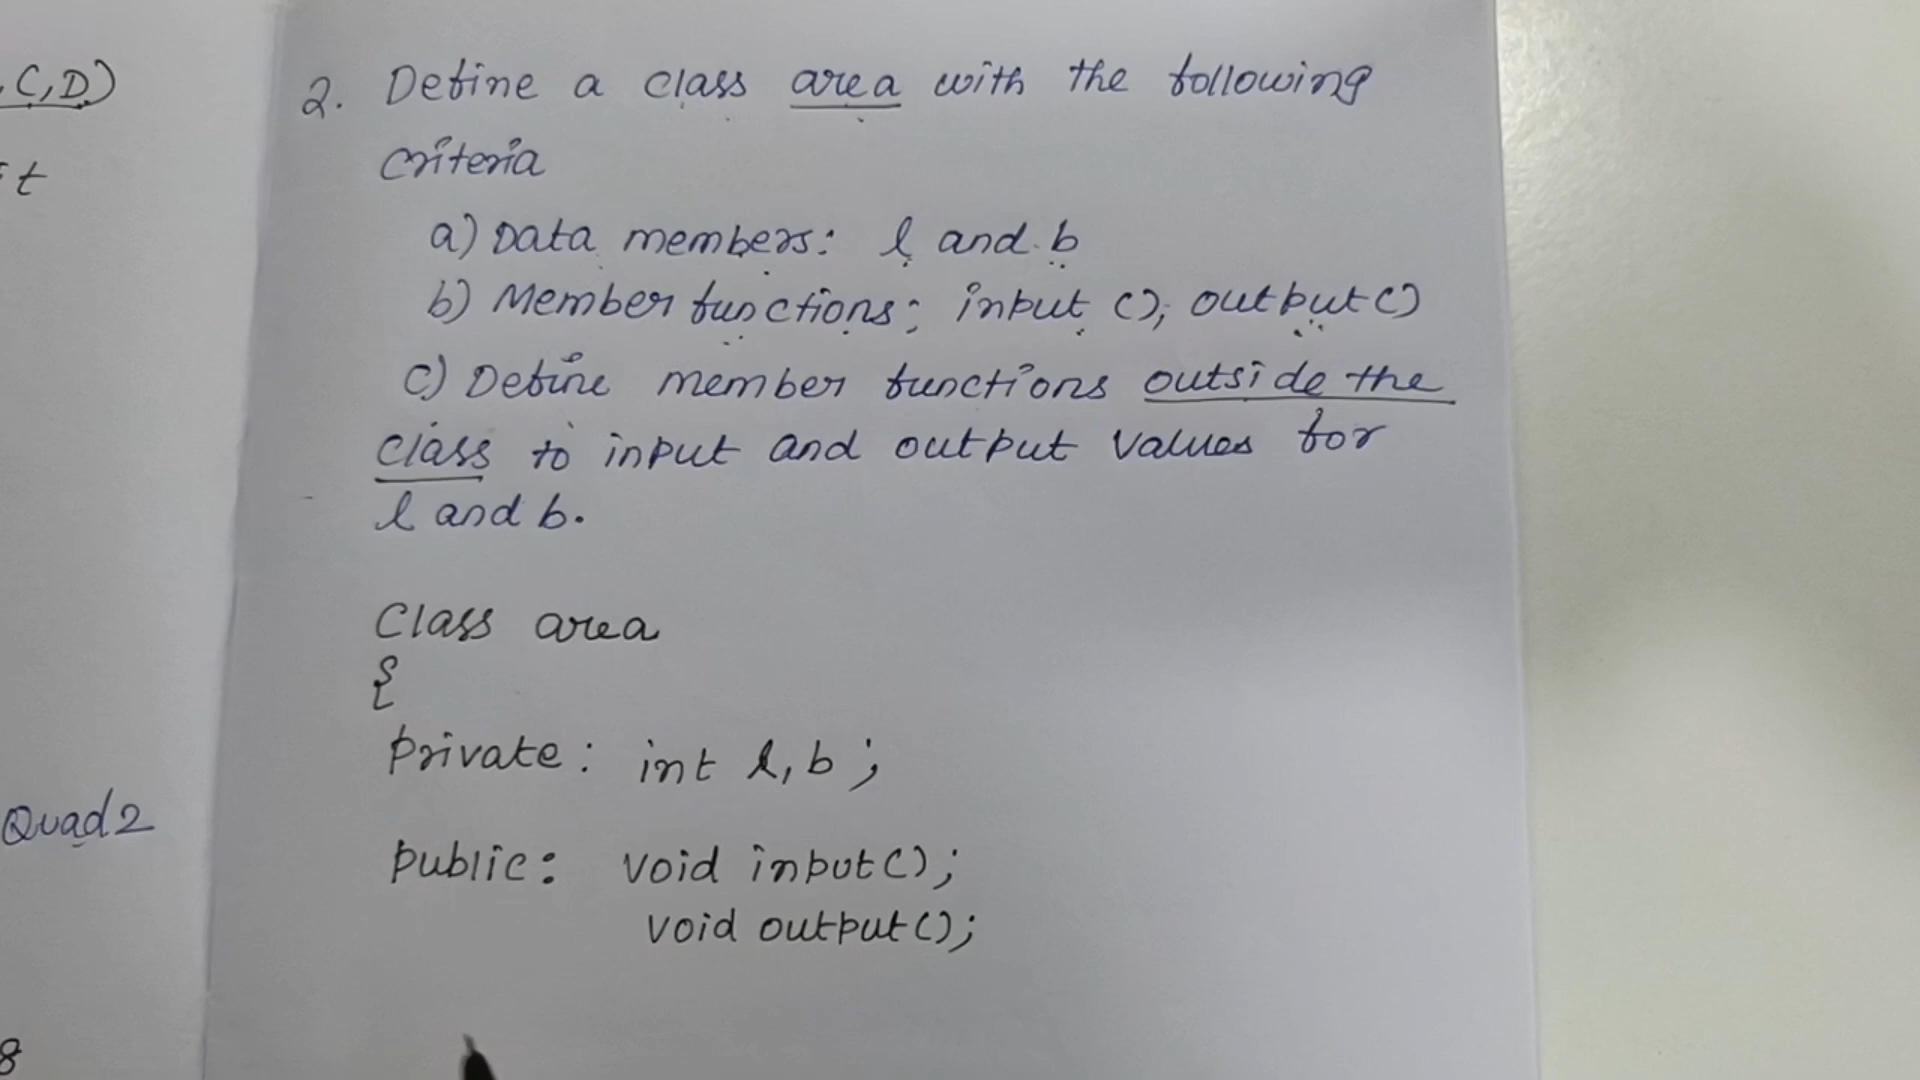 C,D)
t
Quad 2
8
2. Define a class area with the following
criteria
a) Data members: l and b
b) Member functions: input (), output()
c) Define member functions outside the
class to input and output values for
l and b.
Class area
{
private: int l, b ;
public: void input();
void output();